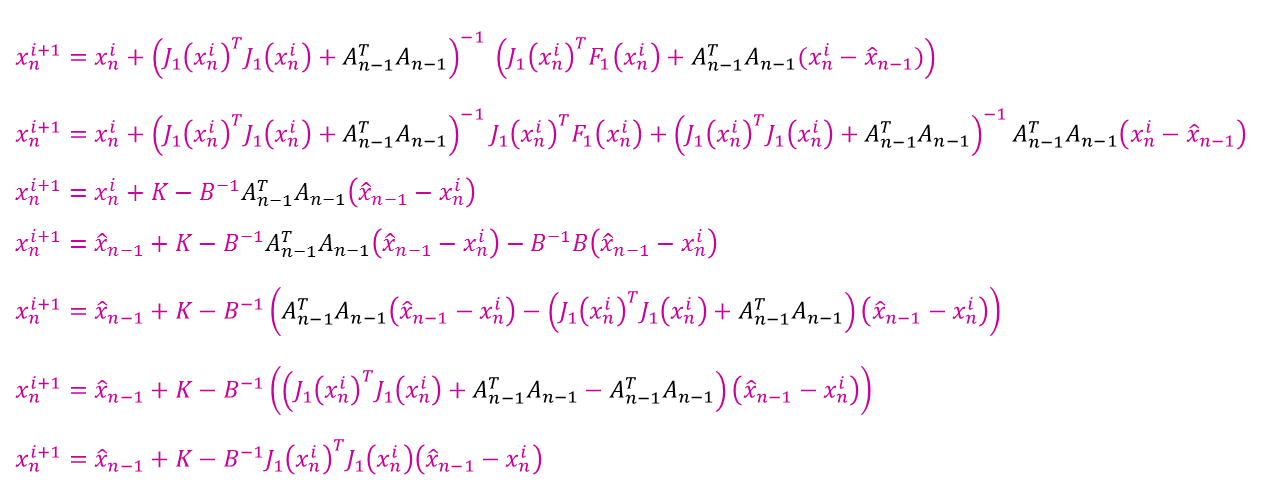 x_n^{i+1} = x_n^i + (J_1(x_n^i)^T J_1(x_n^i) + A_{n-1}^T A_{n-1})^{-1} (J_1(x_n^i)^T F_1(x_n^i) + A_{n-1}^T A_{n-1}(x_n^i − x̂_{n-1}))
x_n^{i+1} = x_n^i + (J_1(x_n^i)^T J_1(x_n^i) + A_{n-1}^T A_{n-1})^{-1} J_1(x_n^i)^T F_1(x_n^i) + (J_1(x_n^i)^T J_1(x_n^i) + A_{n-1}^T A_{n-1})^{-1} A_{n-1}^T A_{n-1}(x_n^i − x̂_{n-1})
x_n^{i+1} = x_n^i + K − B^{-1} A_{n-1}^T A_{n-1}(x̂_{n-1} − x_n^i)
x_n^{i+1} = x̂_{n-1} + K − B^{-1} A_{n-1}^T A_{n-1}(x̂_{n-1} − x_n^i) − B^{-1} B(x̂_{n-1} − x_n^i)
x_n^{i+1} = x̂_{n-1} + K − B^{-1} (A_{n-1}^T A_{n-1}(x̂_{n-1} − x_n^i) − (J_1(x_n^i)^T J_1(x_n^i) + A_{n-1}^T A_{n-1}) (x̂_{n-1} − x_n^i))
x_n^{i+1} = x̂_{n-1} + K − B^{-1} ((J_1(x_n^i)^T J_1(x_n^i) + A_{n-1}^T A_{n-1} − A_{n-1}^T A_{n-1}) (x̂_{n-1} − x_n^i))
x_n^{i+1} = x̂_{n-1} + K − B^{-1} J_1(x_n^i)^T J_1(x_n^i)(x̂_{n-1} − x_n^i)